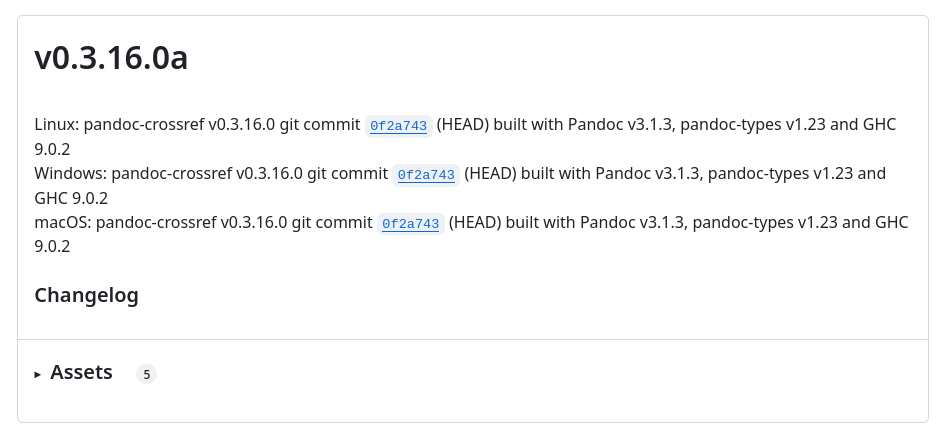 v0.3.16.0a
Linux: pandoc-crossref v0.3.16.0 git commit 0f2a743 (HEAD) built with Pandoc v3.1.3, pandoc-types v1.23 and GHC
9.0.2
Windows: pandoc-crossref v0.3.16.0 git commit 0f2a743 (HEAD) built with Pandoc v3.1.3, pandoc-types v1.23 and
GHC 9.0.2
macOS: pandoc-crossref v0.3.16.0 git commit 0f2a743 (HEAD) built with Pandoc v3.1.3, pandoc-types v1.23 and GHC
9.0.2
Changelog
Assets 5